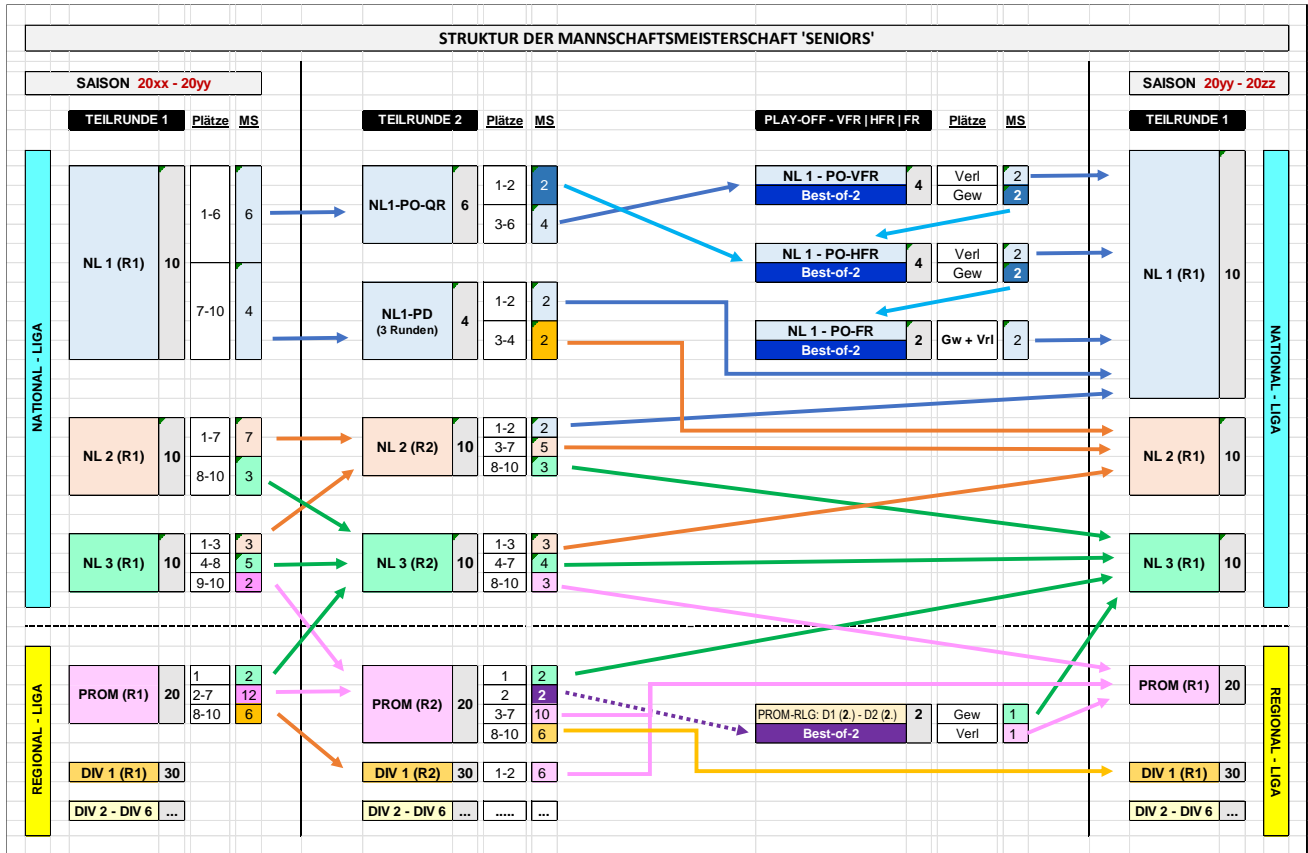 STRUKTUR DER MANNSCHAFTSMEISTERSCHAFT 'SENIORS'
SAISON 20xx - 20yy
SAISON 20yy - 20zz
TEILRUNDE 1 Plätze MS
TEILRUNDE 2 Plätze MS
PLAY-OFF - VFR | HFR | FR Plätze MS
TEILRUNDE 1
NATIONAL - LIGA
NL 1 (R1) 10
1-6 6
7-10 4
NL1-PO-QR 6
1-2 2
3-6 4
NL1-PD
(3 Runden)
4
1-2 2
3-4 2
NL 1 - PO-VFR 4 Verl 2
Best-of-2 Gew 2
NL 1 - PO-HFR 4 Verl 2
Best-of-2 Gew 2
NL 1 - PO-FR 2 Gw + Vrl 2
Best-of-2
NL 1 (R1) 10
NATIONAL - LIGA
NL 2 (R1) 10
1-7 7
8-10 3
NL 2 (R2) 10
1-2 2
3-7 5
8-10 3
NL 2 (R1) 10
NL 3 (R1) 10
1-3 3
4-8 5
9-10 2
NL 3 (R2) 10
1-3 3
4-7 4
8-10 3
NL 3 (R1) 10
REGIONAL - LIGA
PROM (R1) 20
1 2
2-7 12
8-10 6
PROM (R2) 20
1 2
2 2
3-7 10
8-10 6
PROM-RLG: D1 (2.) - D2 (2.) 2 Gew 1
Best-of-2 Verl 1
PROM (R1) 20
REGIONAL - LIGA
DIV 1 (R1) 30
DIV 1 (R2) 30 1-2 6
DIV 1 (R1) 30
DIV 2 - DIV 6 ...
DIV 2 - DIV 6 ... ..... ...
DIV 2 - DIV 6 ...